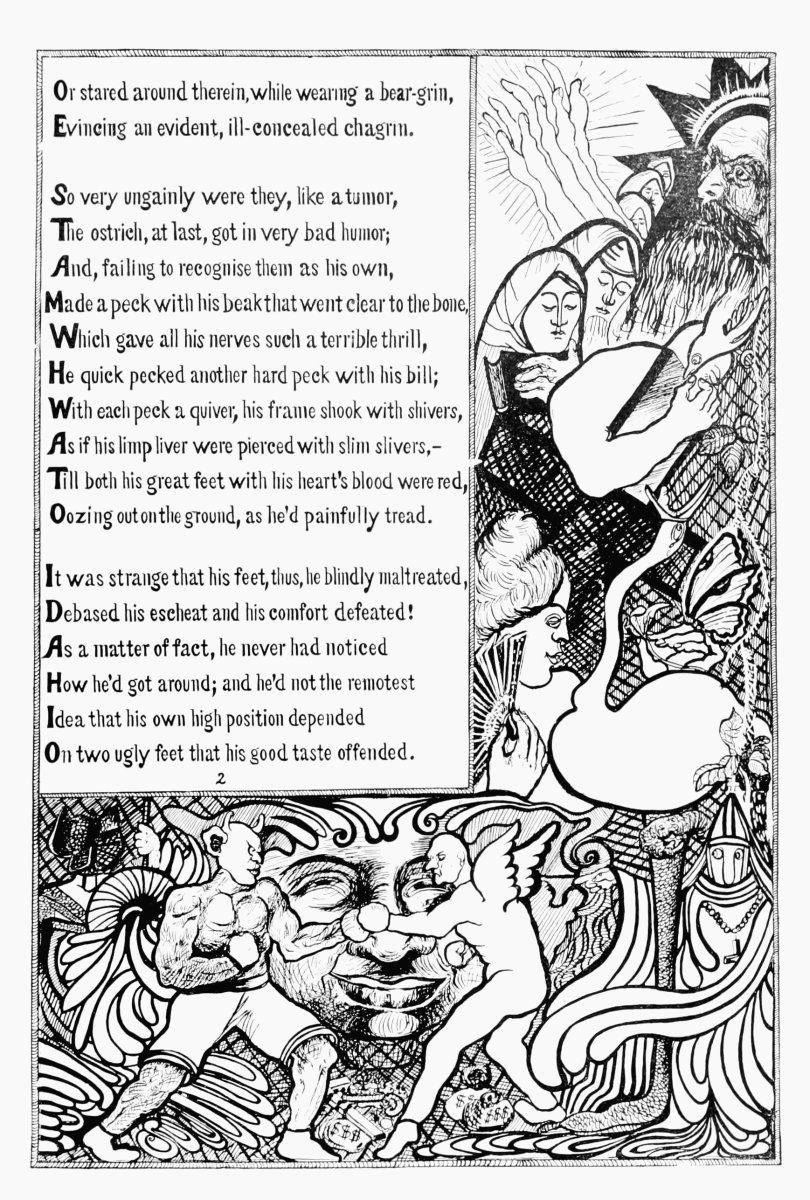 Or stared around therein, while wearing a bear-grin,
Evincing an evident, ill-concealed chagrin.
So very ungainly were they, like a tumor,
The ostrich, at last, got in very bad humor;
And, failing to recognise them as his own,
Made a peck with his beak that went clear to the bone,
Which gave all his nerves such a terrible thrill,
He quick pecked another hard peck with his bill;
With each peck a quiver, his frame shook with shivers,
As if his limp liver were pierced with slim slivers,–
Till both his great feet with his heart's blood were red,
Oozing out on the ground, as he'd painfully tread.
It was strange that his feet, thus, he blindly maltreated,
Debased his escheat and his comfort defeated!
As a matter of fact, he never had noticed
How he'd got around; and he'd not the remotest
Idea that his own high position depended
On two ugly feet that his good taste offended.
2
$$$
$$$